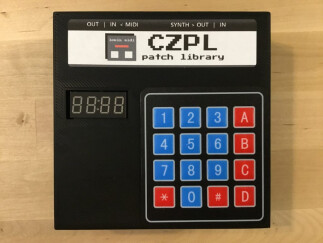 OUT | IN • MIDI
SYNTH • OUT | IN
CZPL
patch library
88:88
1 2 3 A
4 5 6 B
7 8 9 C
* 0 # D